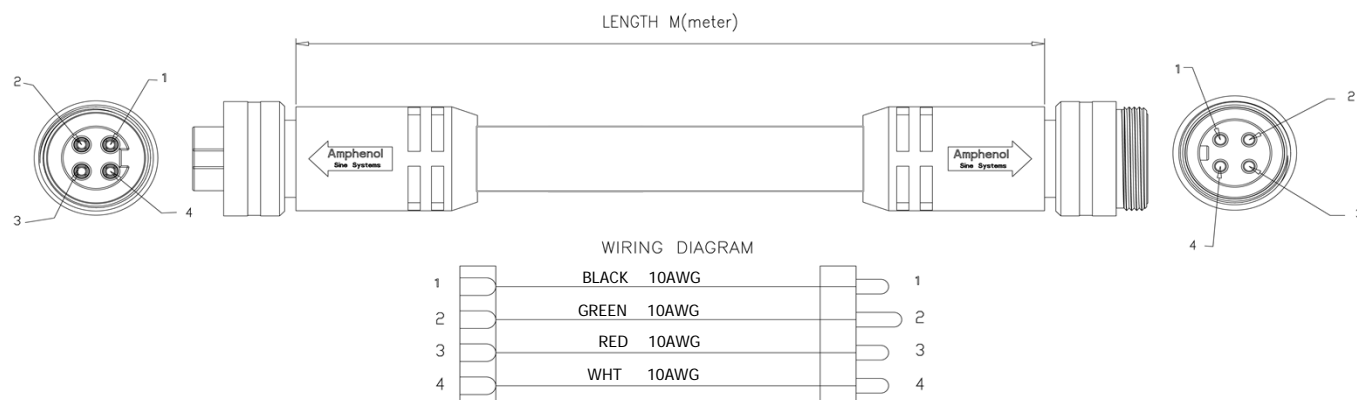 LENGTH M(meter)
2
1
3
4
Amphenol
Sine Systems
Amphenol
Sine Systems
1
2
4
WIRING DIAGRAM
1 BLACK 10AWG 1
2 GREEN 10AWG 2
3 RED 10AWG 3
4 WHT 10AWG 4